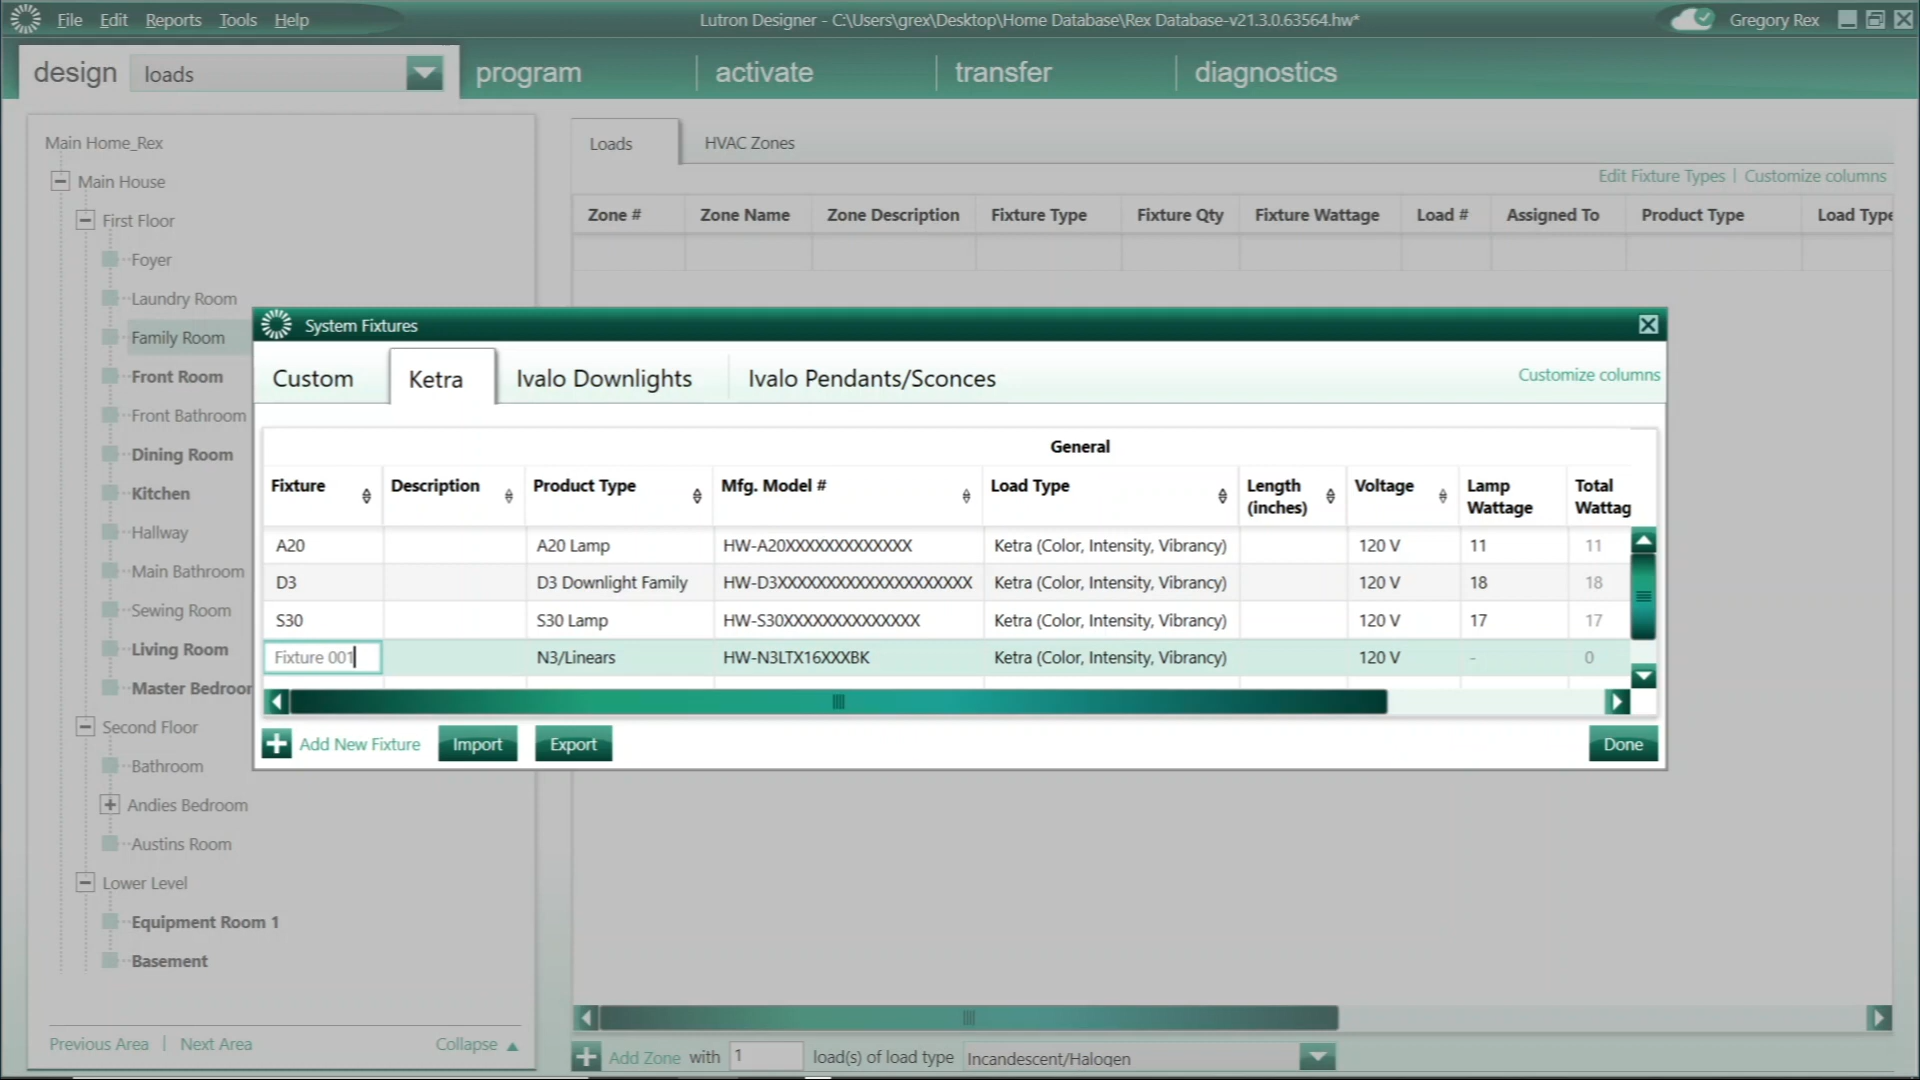 File Edit Reports Tools Help
Lutron Designer - C:\Users\grex\Desktop\Home Database\Rex Database-v21.3.0.63564.hw*
Gregory Rex
design loads program activate transfer diagnostics
Main Home_Rex
Main House
First Floor
Foyer
Laundry Room
Family Room
Front Room
Front Bathroom
Dining Room
Kitchen
Hallway
Main Bathroom
Sewing Room
Living Room
Master Bedroor
Second Floor
Bathroom
Andies Bedroom
Austins Room
Lower Level
Equipment Room 1
Basement
Previous Area | Next Area Collapse
Loads HVAC Zones
Edit Fixture Types | Customize columns
Zone # Zone Name Zone Description Fixture Type Fixture Qty Fixture Wattage Load # Assigned To Product Type Load Type
System Fixtures
Custom Ketra Ivalo Downlights Ivalo Pendants/Sconces
Customize columns
General
Fixture Description Product Type Mfg. Model # Load Type Length (inches) Voltage Lamp Wattage Total Wattag
A20 A20 Lamp HW-A20XXXXXXXXXXXXX Ketra (Color, Intensity, Vibrancy) 120 V 11 11
D3 D3 Downlight Family HW-D3XXXXXXXXXXXXXXXXXXXX Ketra (Color, Intensity, Vibrancy) 120 V 18 18
S30 S30 Lamp HW-S30XXXXXXXXXXXXXX Ketra (Color, Intensity, Vibrancy) 120 V 17 17
Fixture 001 N3/Linears HW-N3LTX16XXXBK Ketra (Color, Intensity, Vibrancy) 120 V - 0
Add New Fixture Import Export Done
Add Zone with 1 load(s) of load type Incandescent/Halogen